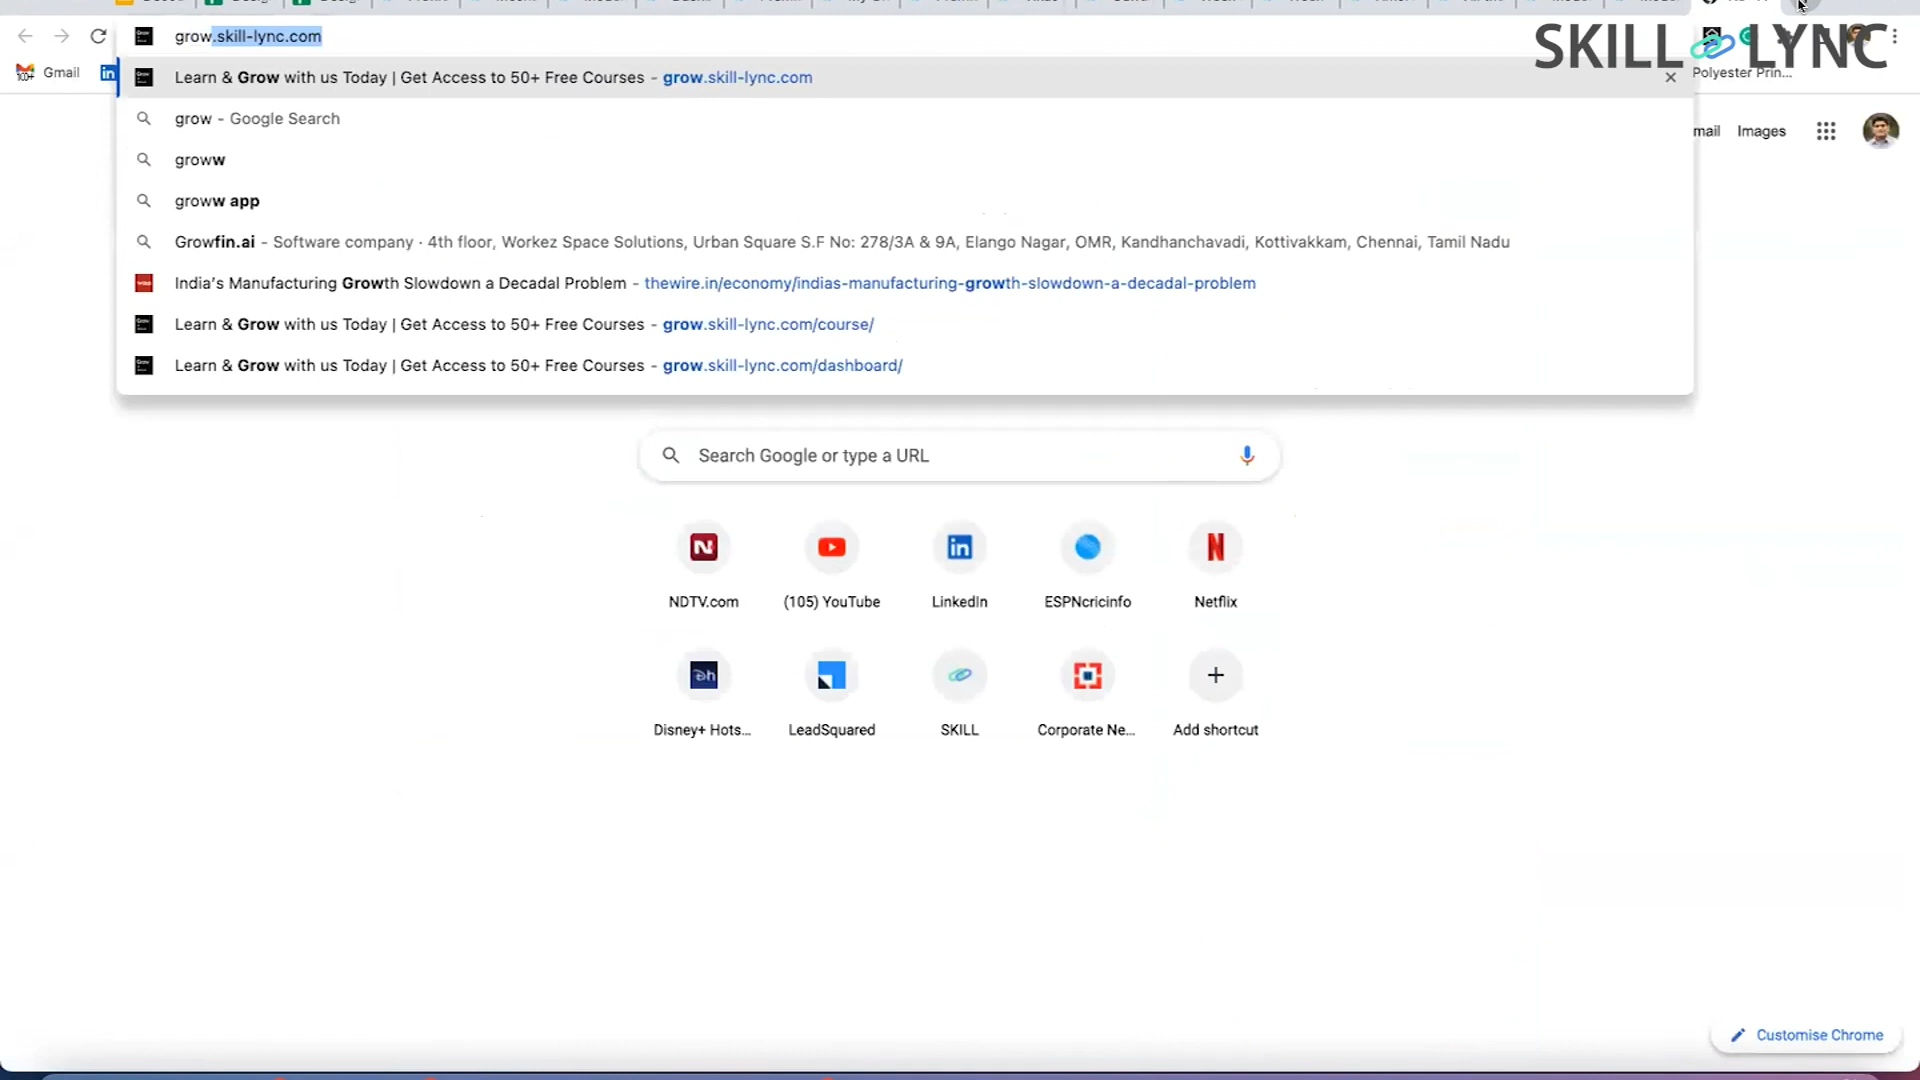 grow.skill-lync.com
SKILL LYNC
Gmail
Polyester Prin...
Learn & Grow with us Today | Get Access to 50+ Free Courses - grow.skill-lync.com
grow - Google Search
groww
groww app
Growfin.ai - Software company · 4th floor, Workez Space Solutions, Urban Square S.F No: 278/3A & 9A, Elango Nagar, OMR, Kandhanchavadi, Kottivakkam, Chennai, Tamil Nadu
India's Manufacturing Growth Slowdown a Decadal Problem - thewire.in/economy/indias-manufacturing-growth-slowdown-a-decadal-problem
Learn & Grow with us Today | Get Access to 50+ Free Courses - grow.skill-lync.com/course/
Learn & Grow with us Today | Get Access to 50+ Free Courses - grow.skill-lync.com/dashboard/
mail Images
Search Google or type a URL
NDTV.com (105) YouTube LinkedIn ESPNcricinfo Netflix
Disney+ Hots... LeadSquared SKILL Corporate Ne... Add shortcut
Customise Chrome